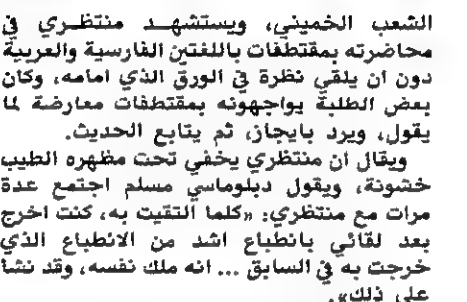 الشعب الخميني، ويستشهد منتظري في
محاضرته بمقتطفات باللغتين الفارسية والعربية
دون ان يلقي نظرة في الورق الذي امامه، وكان
بعض الطلبة يواجهونه بمقتطفات معارضة لما
يقول، ويرد بايجاز، ثم يتابع الحديث.
ويقال ان منتظري يخفي تحت مظهره الطيب
خشونة، ويقول دبلوماسي مسلم اجتمع عدة
مرات مع منتظري: «كلما التقيت به، كنت اخرج
بعد لقائي بانطباع اشد من الانطباع الذي
خرجت به في السابق ... انه ملك نفسه، وقد نشأ
على ذلك».